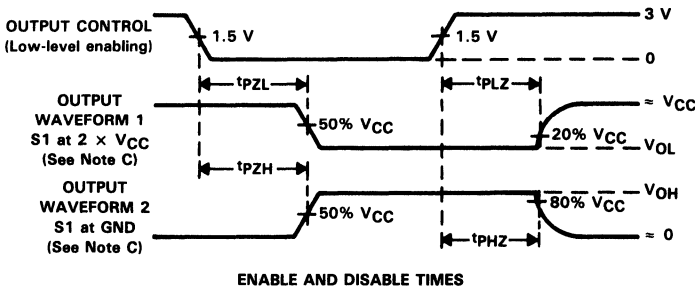 OUTPUT CONTROL
(Low-level enabling)
1.5 V
1.5 V
3 V
0
tPZL
tPLZ
OUTPUT
WAVEFORM 1
S1 at 2 × VCC
(See Note C)
50% VCC
20% VCC
≈ VCC
VOL
tPZH
OUTPUT
WAVEFORM 2
S1 at GND
(See Note C)
50% VCC
80% VCC
VOH
≈ 0
tPHZ
ENABLE AND DISABLE TIMES